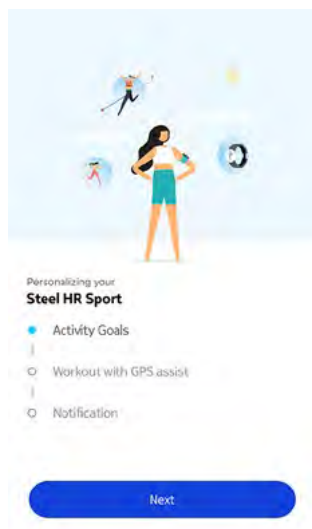 Personalizing your
Steel HR Sport
Activity Goals
Workout with GPS assist
Notification
Next